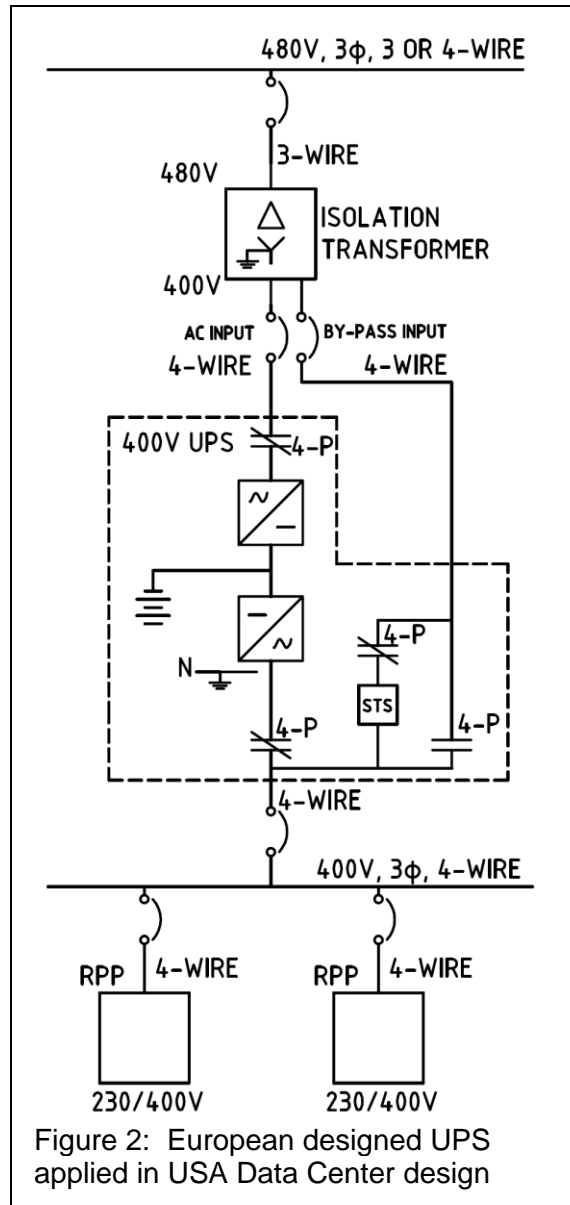 480V, 3ϕ, 3 OR 4-WIRE
3-WIRE
480V
ISOLATION
TRANSFORMER
400V
AC INPUT
BY-PASS INPUT
4-WIRE
4-WIRE
400V UPS
4-P
4-P
N
STS
4-P
4-P
4-WIRE
400V, 3ϕ, 4-WIRE
4-WIRE
4-WIRE
RPP
RPP
230/400V
230/400V
Figure 2: European designed UPS
applied in USA Data Center design